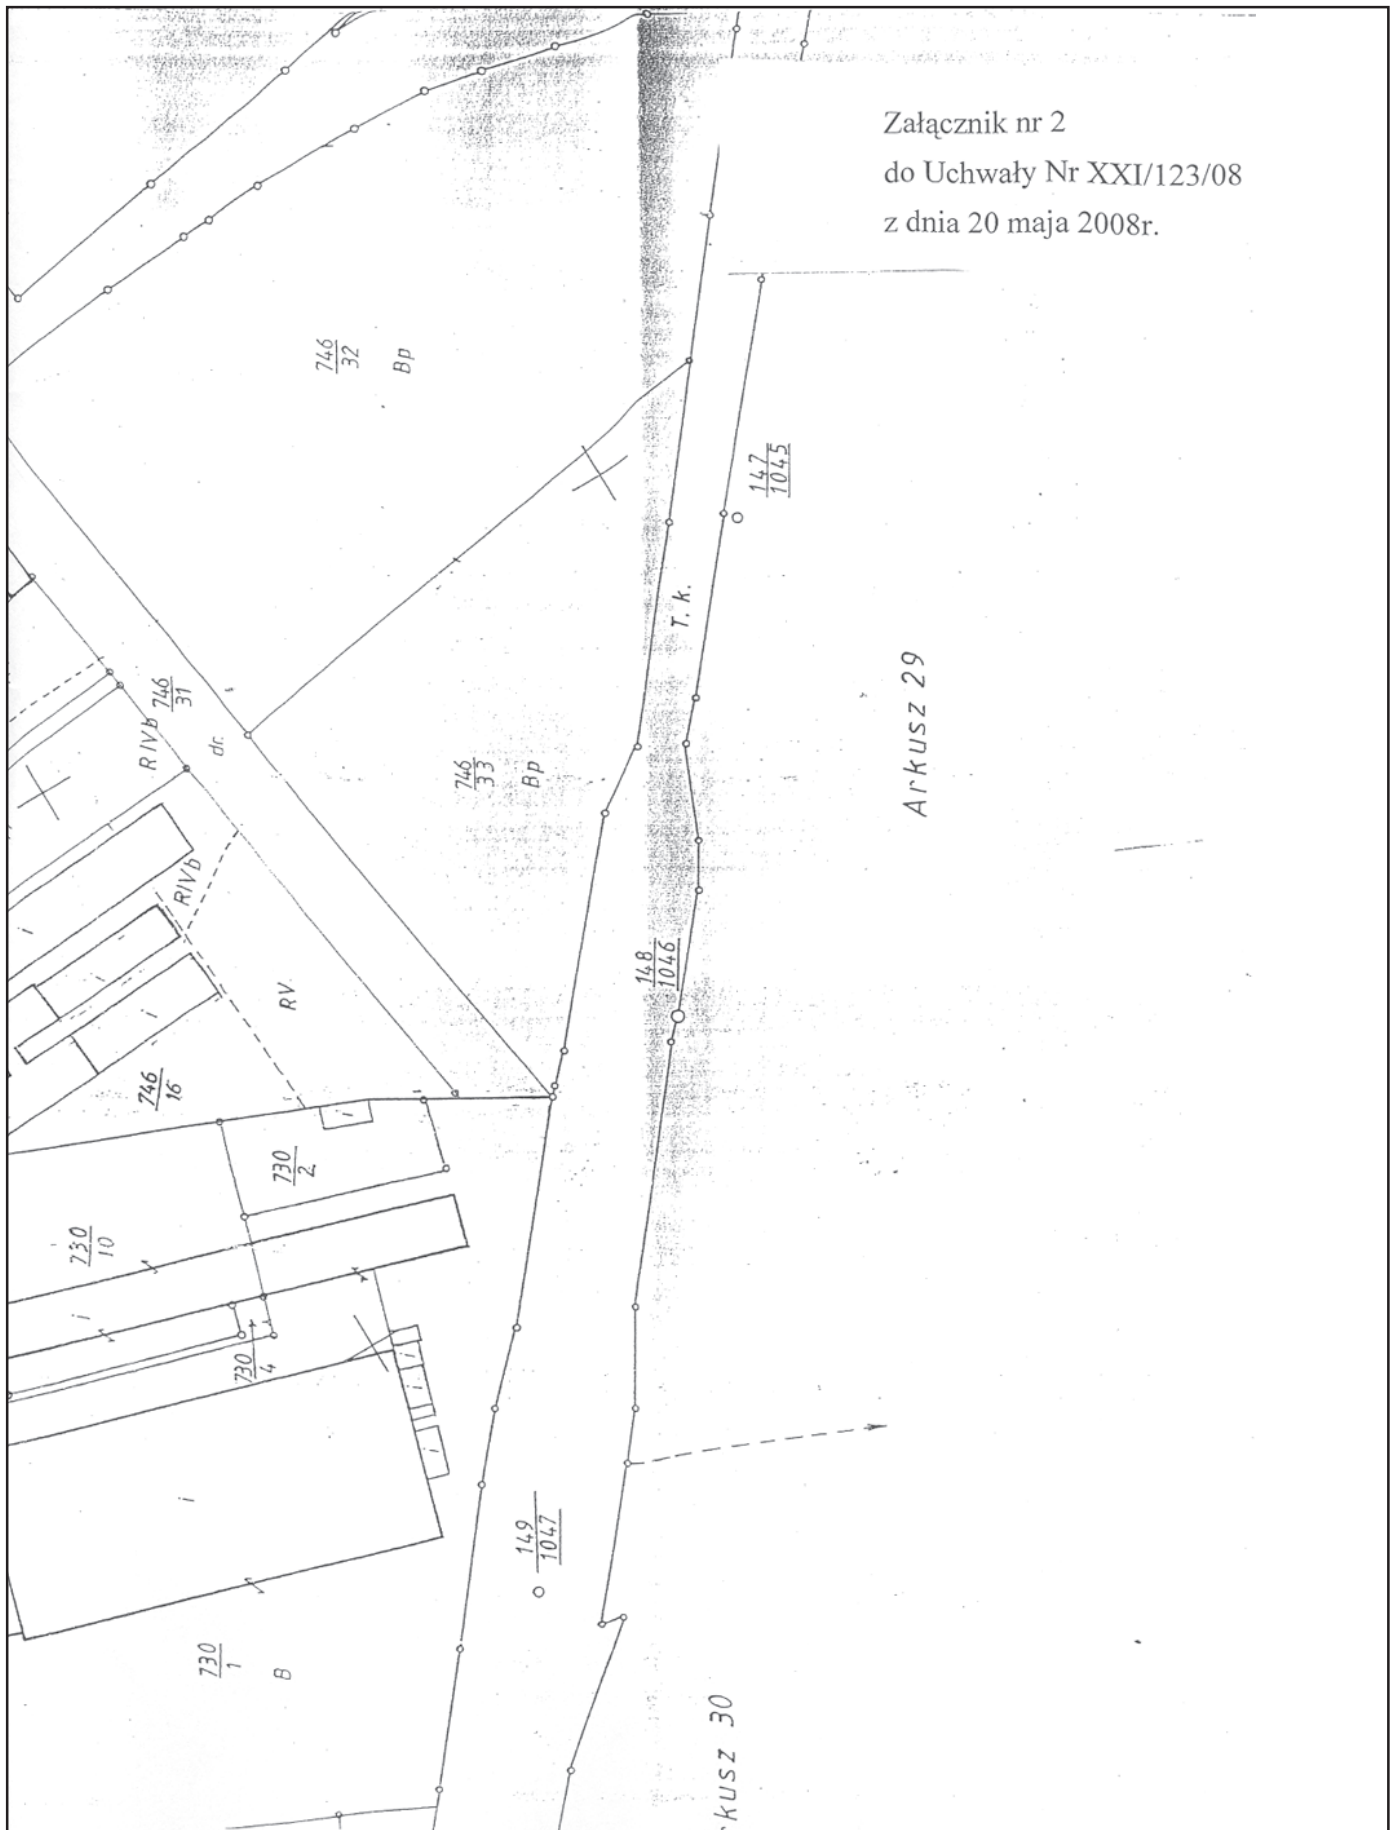 Załącznik nr 2
do Uchwały Nr XXI/123/08
z dnia 20 maja 2008r.
746
32
Bp
147
1045
T. k.
Arkusz 29
746
31
RIVb
dr.
746
33
Bp
RIVb
i
i
i
RV
148
1046
746
16
i
730
2
730
10
i
730
4
i
i
i
i
149
1047
730
1
B
rkusz 30